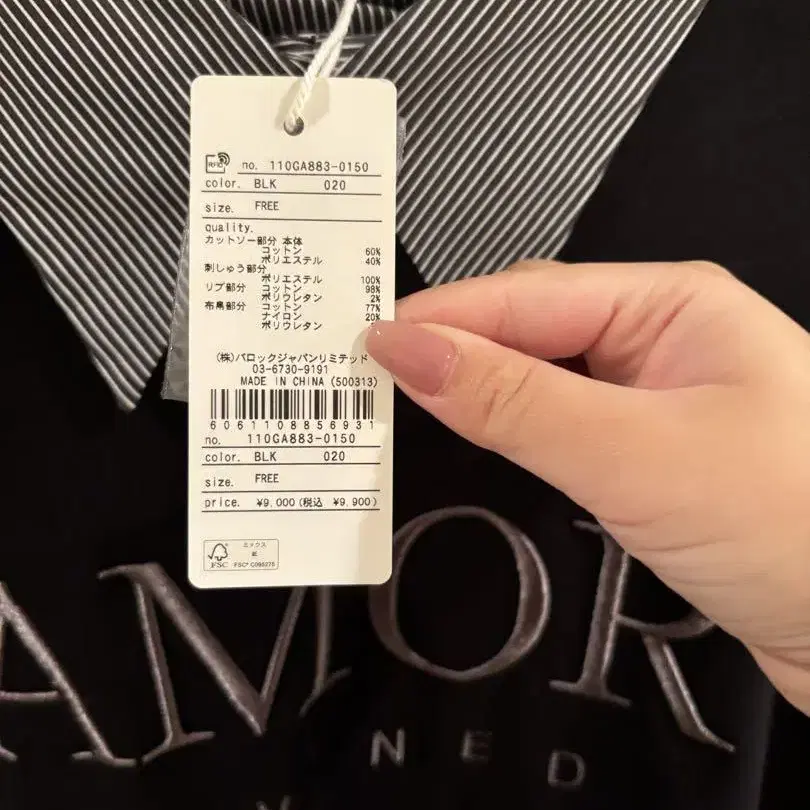 RFID no. 110GA883-0150
color. BLK 020
size. FREE
quality.
カットソー部分 本体
コットン 60%
ポリエステル 40%
刺しゅう部分
ポリエステル 100%
リブ部分 コットン 98%
ポリウレタン 2%
布帛部分 コットン 77%
ナイロン 20%
ポリウレタン
(株)バロックジャパンリミテッド
03-6730-9191
MADE IN CHINA (500313)
6061108856931
no. 110GA883-0150
color. BLK 020
size. FREE
price. ¥9,000(税込 ¥9,900)
ミックス
紙
FSC FSC® C095275
AMOR
NED